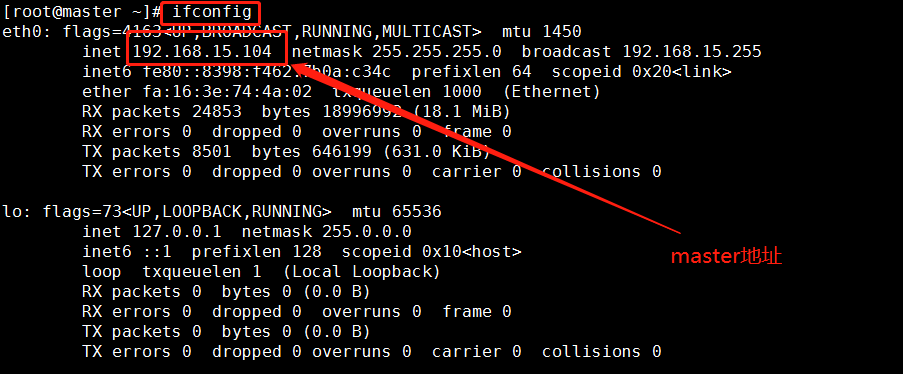 [root@master ~]# ifconfig
eth0: flags=4163<UP,BROADCAST,RUNNING,MULTICAST>  mtu 1450
        inet 192.168.15.104  netmask 255.255.255.0  broadcast 192.168.15.255
        inet6 fe80::8398:f462:7b0a:c34c  prefixlen 64  scopeid 0x20<link>
        ether fa:16:3e:74:4a:02  txqueuelen 1000  (Ethernet)
        RX packets 24853  bytes 18996992 (18.1 MiB)
        RX errors 0  dropped 0  overruns 0  frame 0
        TX packets 8501  bytes 646199 (631.0 KiB)
        TX errors 0  dropped 0 overruns 0  carrier 0  collisions 0
lo: flags=73<UP,LOOPBACK,RUNNING>  mtu 65536
        inet 127.0.0.1  netmask 255.0.0.0
        inet6 ::1  prefixlen 128  scopeid 0x10<host>
        loop  txqueuelen 1  (Local Loopback)
        RX packets 0  bytes 0 (0.0 B)
        RX errors 0  dropped 0  overruns 0  frame 0
        TX packets 0  bytes 0 (0.0 B)
        TX errors 0  dropped 0 overruns 0  carrier 0  collisions 0
master地址